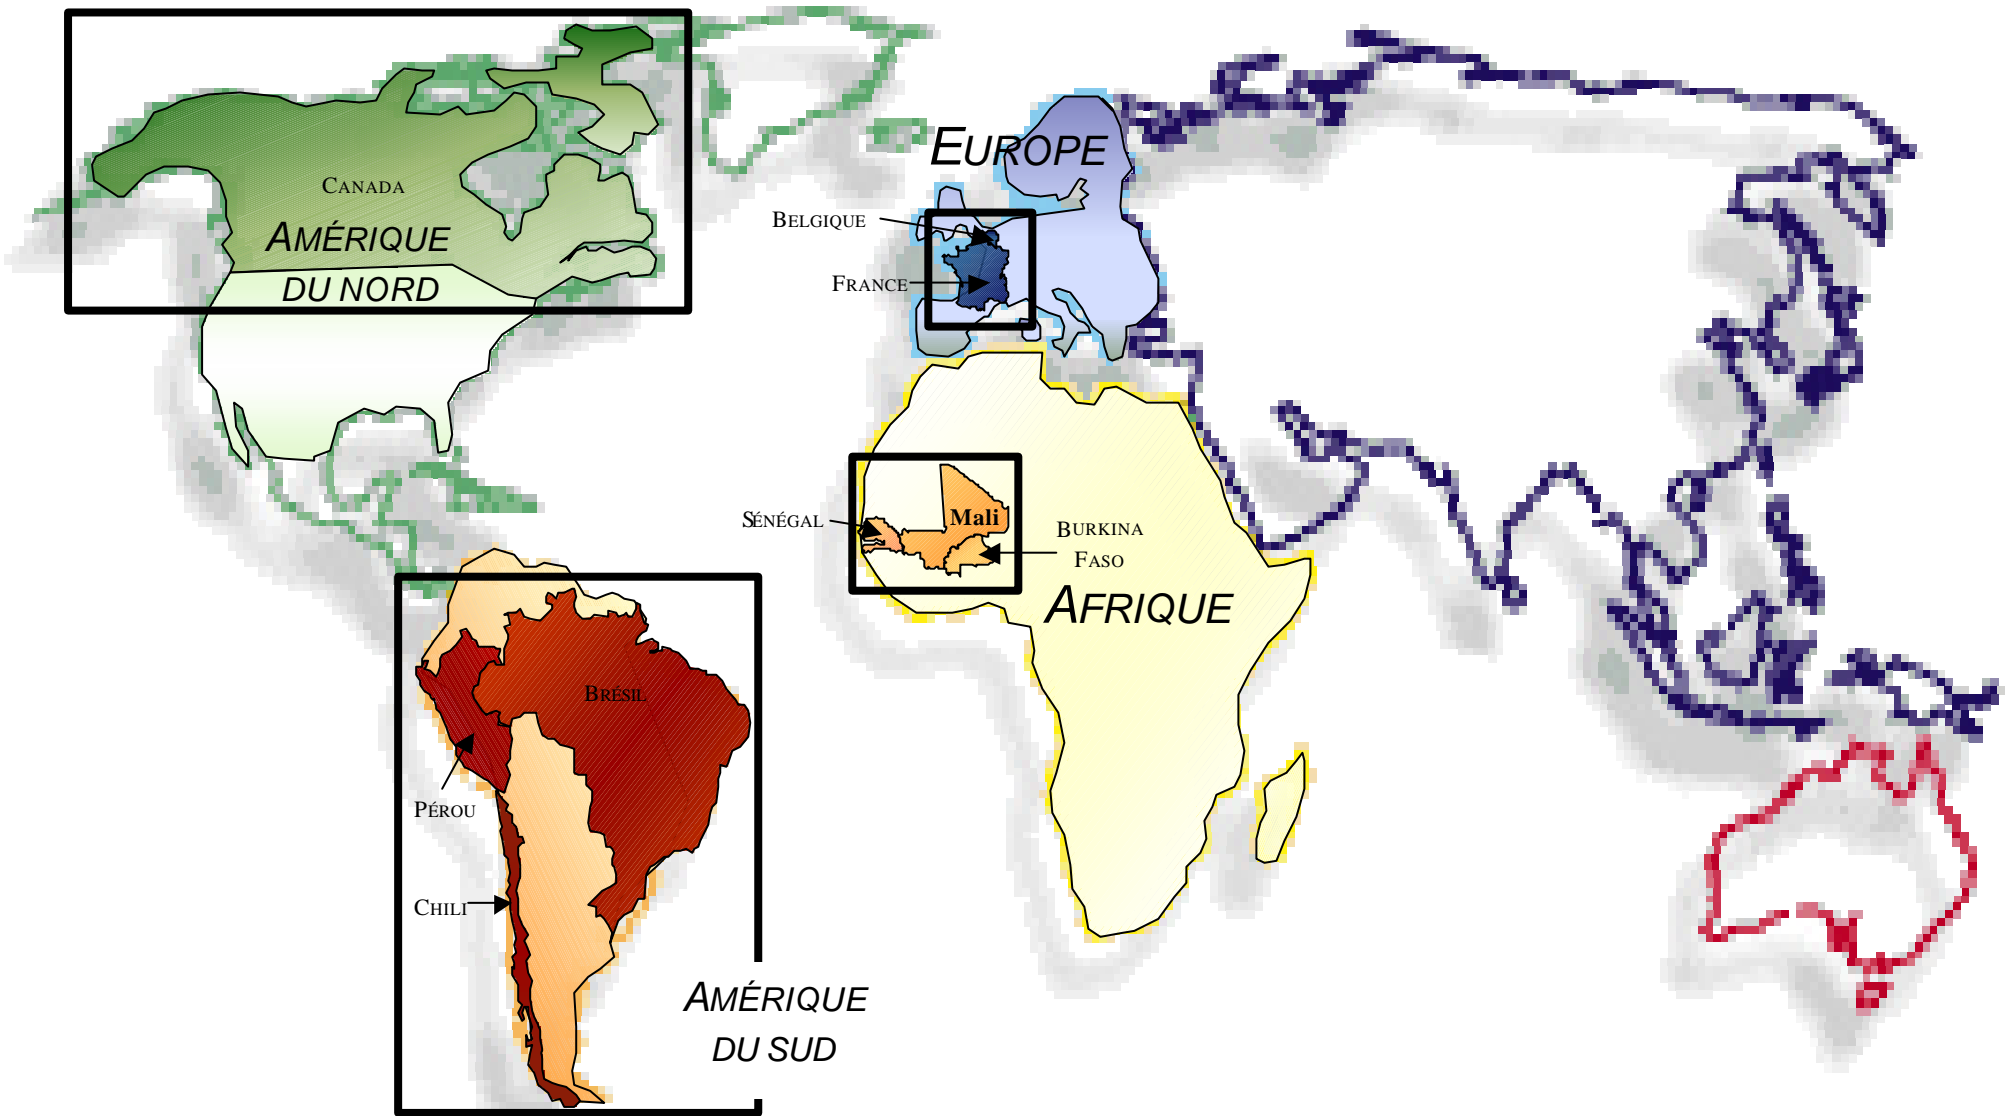 EUROPE
CANADA
AMÉRIQUE
DU NORD
BELGIQUE
FRANCE
SÉNÉGAL
Mali
BURKINA
FASO
AFRIQUE
BRÉSIL
PÉROU
CHILI
AMÉRIQUE
DU SUD